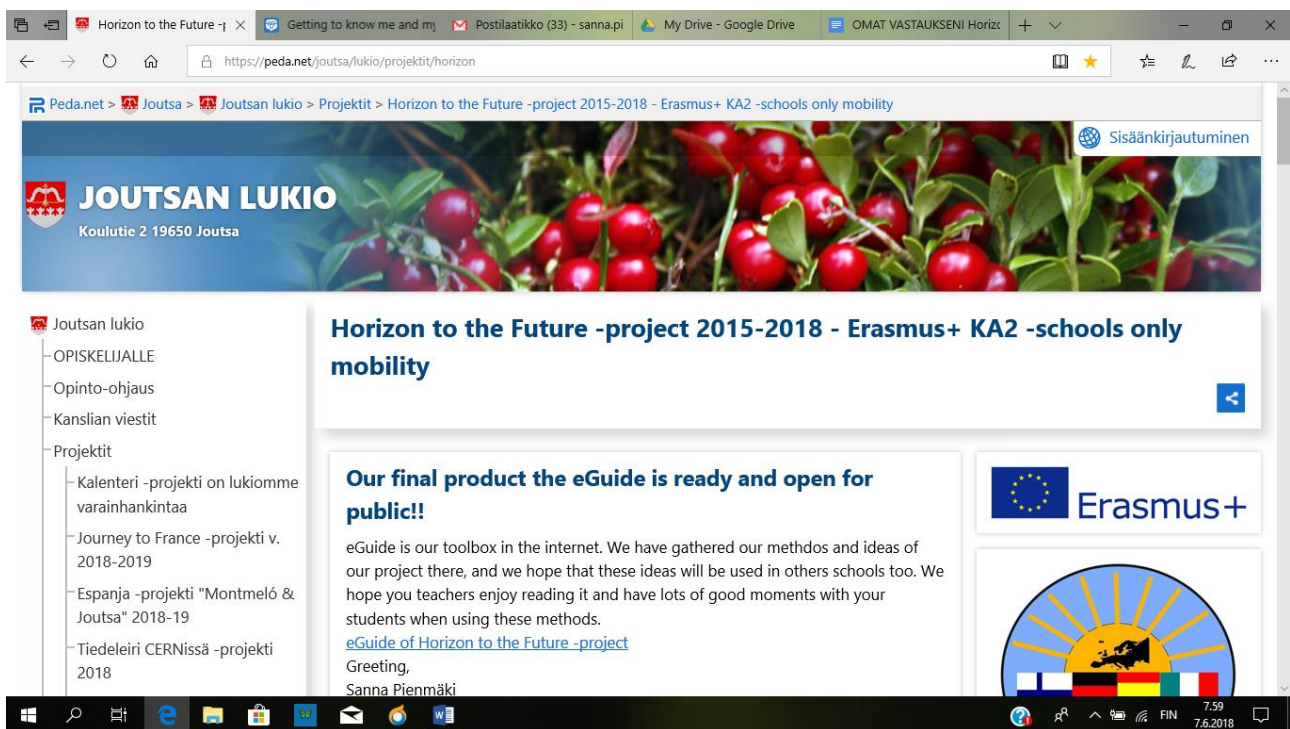 Horizon to the Future -p
Getting to know me and my
Postilaatikko (33) - sanna.pi
My Drive - Google Drive
OMAT VASTAUKSENI Horizo
https://peda.net/joutsa/lukio/projektit/horizon
Peda.net > Joutsa > Joutsan lukio > Projektit > Horizon to the Future -project 2015-2018 - Erasmus+ KA2 -schools only mobility
Sisäänkirjautuminen
JOUTSAN LUKIO
Koulutie 2 19650 Joutsa
Joutsan lukio
OPISKELIJALLE
Opinto-ohjaus
Kanslian viestit
Projektit
Kalenteri -projekti on lukiomme
varainhankintaa
Journey to France -projekti v.
2018-2019
Espanja -projekti "Montmeló &
Joutsa" 2018-19
Tiedeleiri CERNissä -projekti
2018
Horizon to the Future -project 2015-2018 - Erasmus+ KA2 -schools only
mobility
Our final product the eGuide is ready and open for
public!!
eGuide is our toolbox in the internet. We have gathered our methdos and ideas of
our project there, and we hope that these ideas will be used in others schools too. We
hope you teachers enjoy reading it and have lots of good moments with your
students when using these methods.
eGuide of Horizon to the Future -project
Greeting,
Sanna Pienmäki
Erasmus+
FIN
7.59
7.6.2018